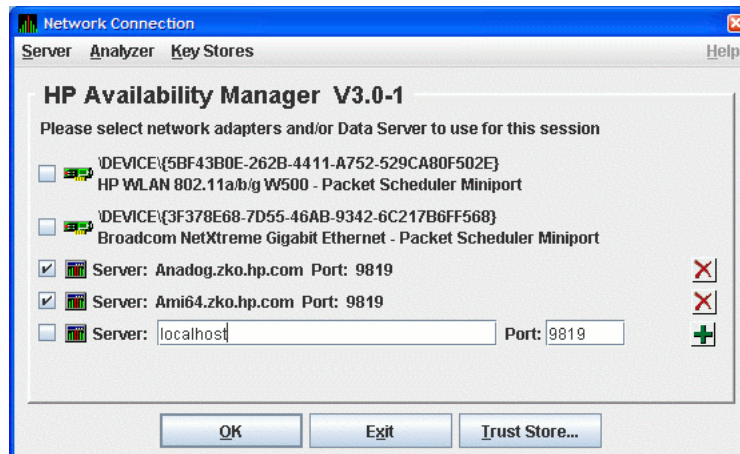 Network Connection
Server Analyzer Key Stores Help
HP Availability Manager V3.0-1
Please select network adapters and/or Data Server to use for this session
\DEVICE\{5BF43B0E-262B-4411-A752-529CA80F502E}
HP WLAN 802.11a/b/g W500 - Packet Scheduler Miniport
\DEVICE\{3F378E68-7D55-46AB-9342-6C217B6FF568}
Broadcom NetXtreme Gigabit Ethernet - Packet Scheduler Miniport
Server: Anadog.zko.hp.com Port: 9819
Server: Ami64.zko.hp.com Port: 9819
Server: localhost Port: 9819
OK Exit Trust Store...